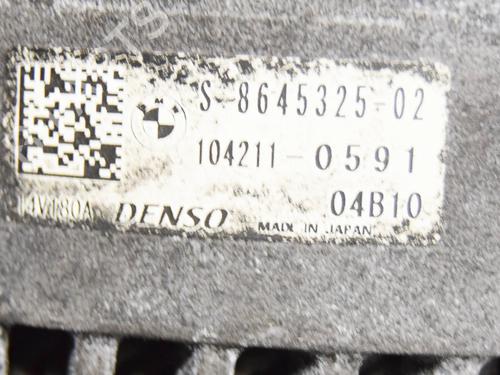 S-8645325-02
104211-0591
04B10
14V180A DENSO MADE IN JAPAN